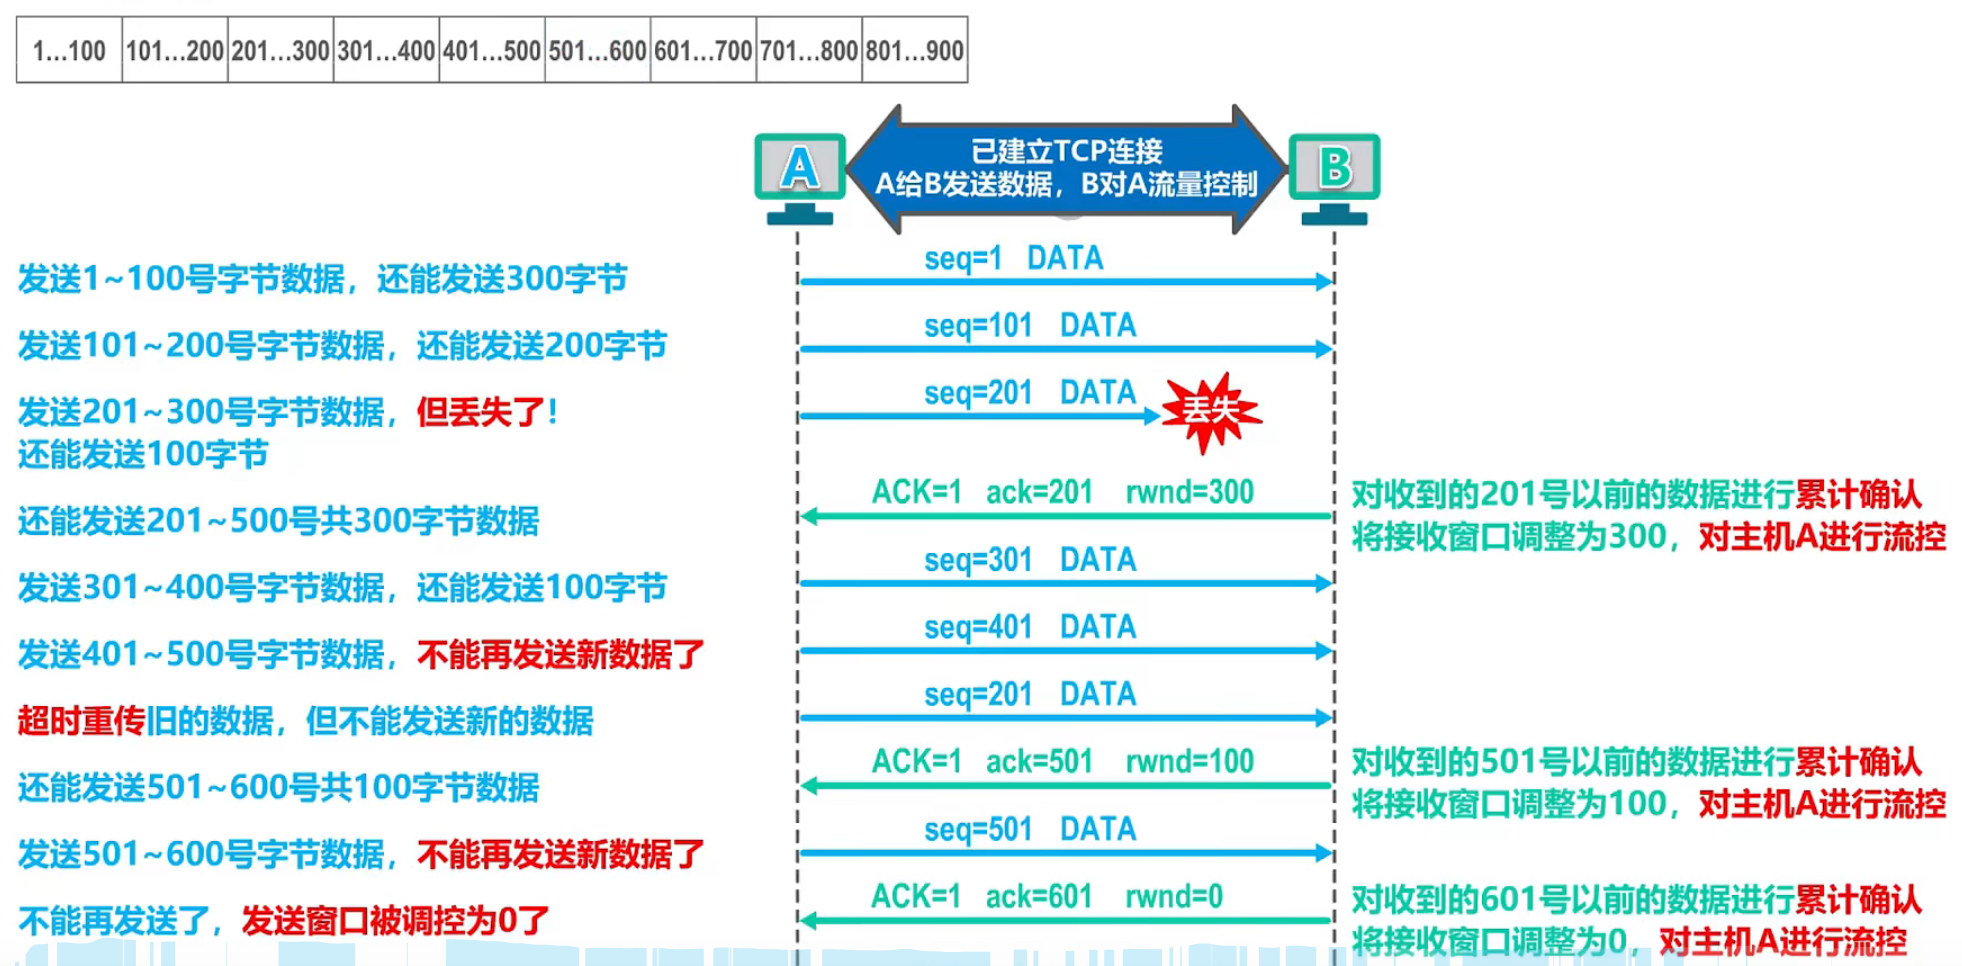 1...100 101...200 201...300 301...400 401...500 501...600 601...700 701...800 801...900
A
已建立TCP连接
A给B发送数据，B对A流量控制
B
seq=1 DATA
发送1~100号字节数据，还能发送300字节
seq=101 DATA
发送101~200号字节数据，还能发送200字节
seq=201 DATA
丢失
发送201~300号字节数据，但丢失了！
还能发送100字节
ACK=1 ack=201 rwnd=300
对收到的201号以前的数据进行累计确认
将接收窗口调整为300，对主机A进行流控
还能发送201~500号共300字节数据
seq=301 DATA
发送301~400号字节数据，还能发送100字节
seq=401 DATA
发送401~500号字节数据，不能再发送新数据了
seq=201 DATA
超时重传旧的数据，但不能发送新的数据
ACK=1 ack=501 rwnd=100
对收到的501号以前的数据进行累计确认
将接收窗口调整为100，对主机A进行流控
还能发送501~600号共100字节数据
seq=501 DATA
发送501~600号字节数据，不能再发送新数据了
ACK=1 ack=601 rwnd=0
对收到的601号以前的数据进行累计确认
将接收窗口调整为0，对主机A进行流控
不能再发送了，发送窗口被调控为0了